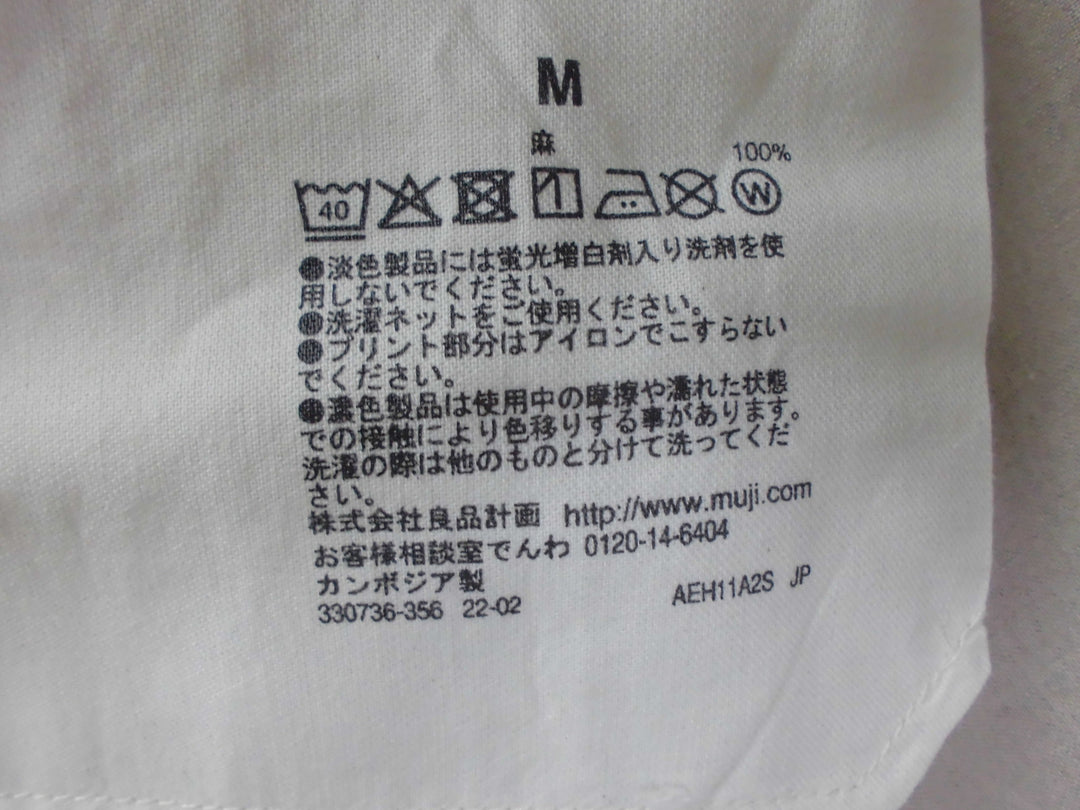 M
麻 100%
40 W
●淡色製品には蛍光増白剤入り洗剤を使
用しないでください。
●洗濯ネットをご使用ください。
●プリント部分はアイロンでこすらない
でください。
●濃色製品は使用中の摩擦や濡れた状態
での接触により色移りする事があります。
洗濯の際は他のものと分けて洗ってくだ
さい。
株式会社良品計画 http://www.muji.com
お客様相談室でんわ 0120-14-6404
カンボジア製
330736-356 22-02 AEH11A2S JP